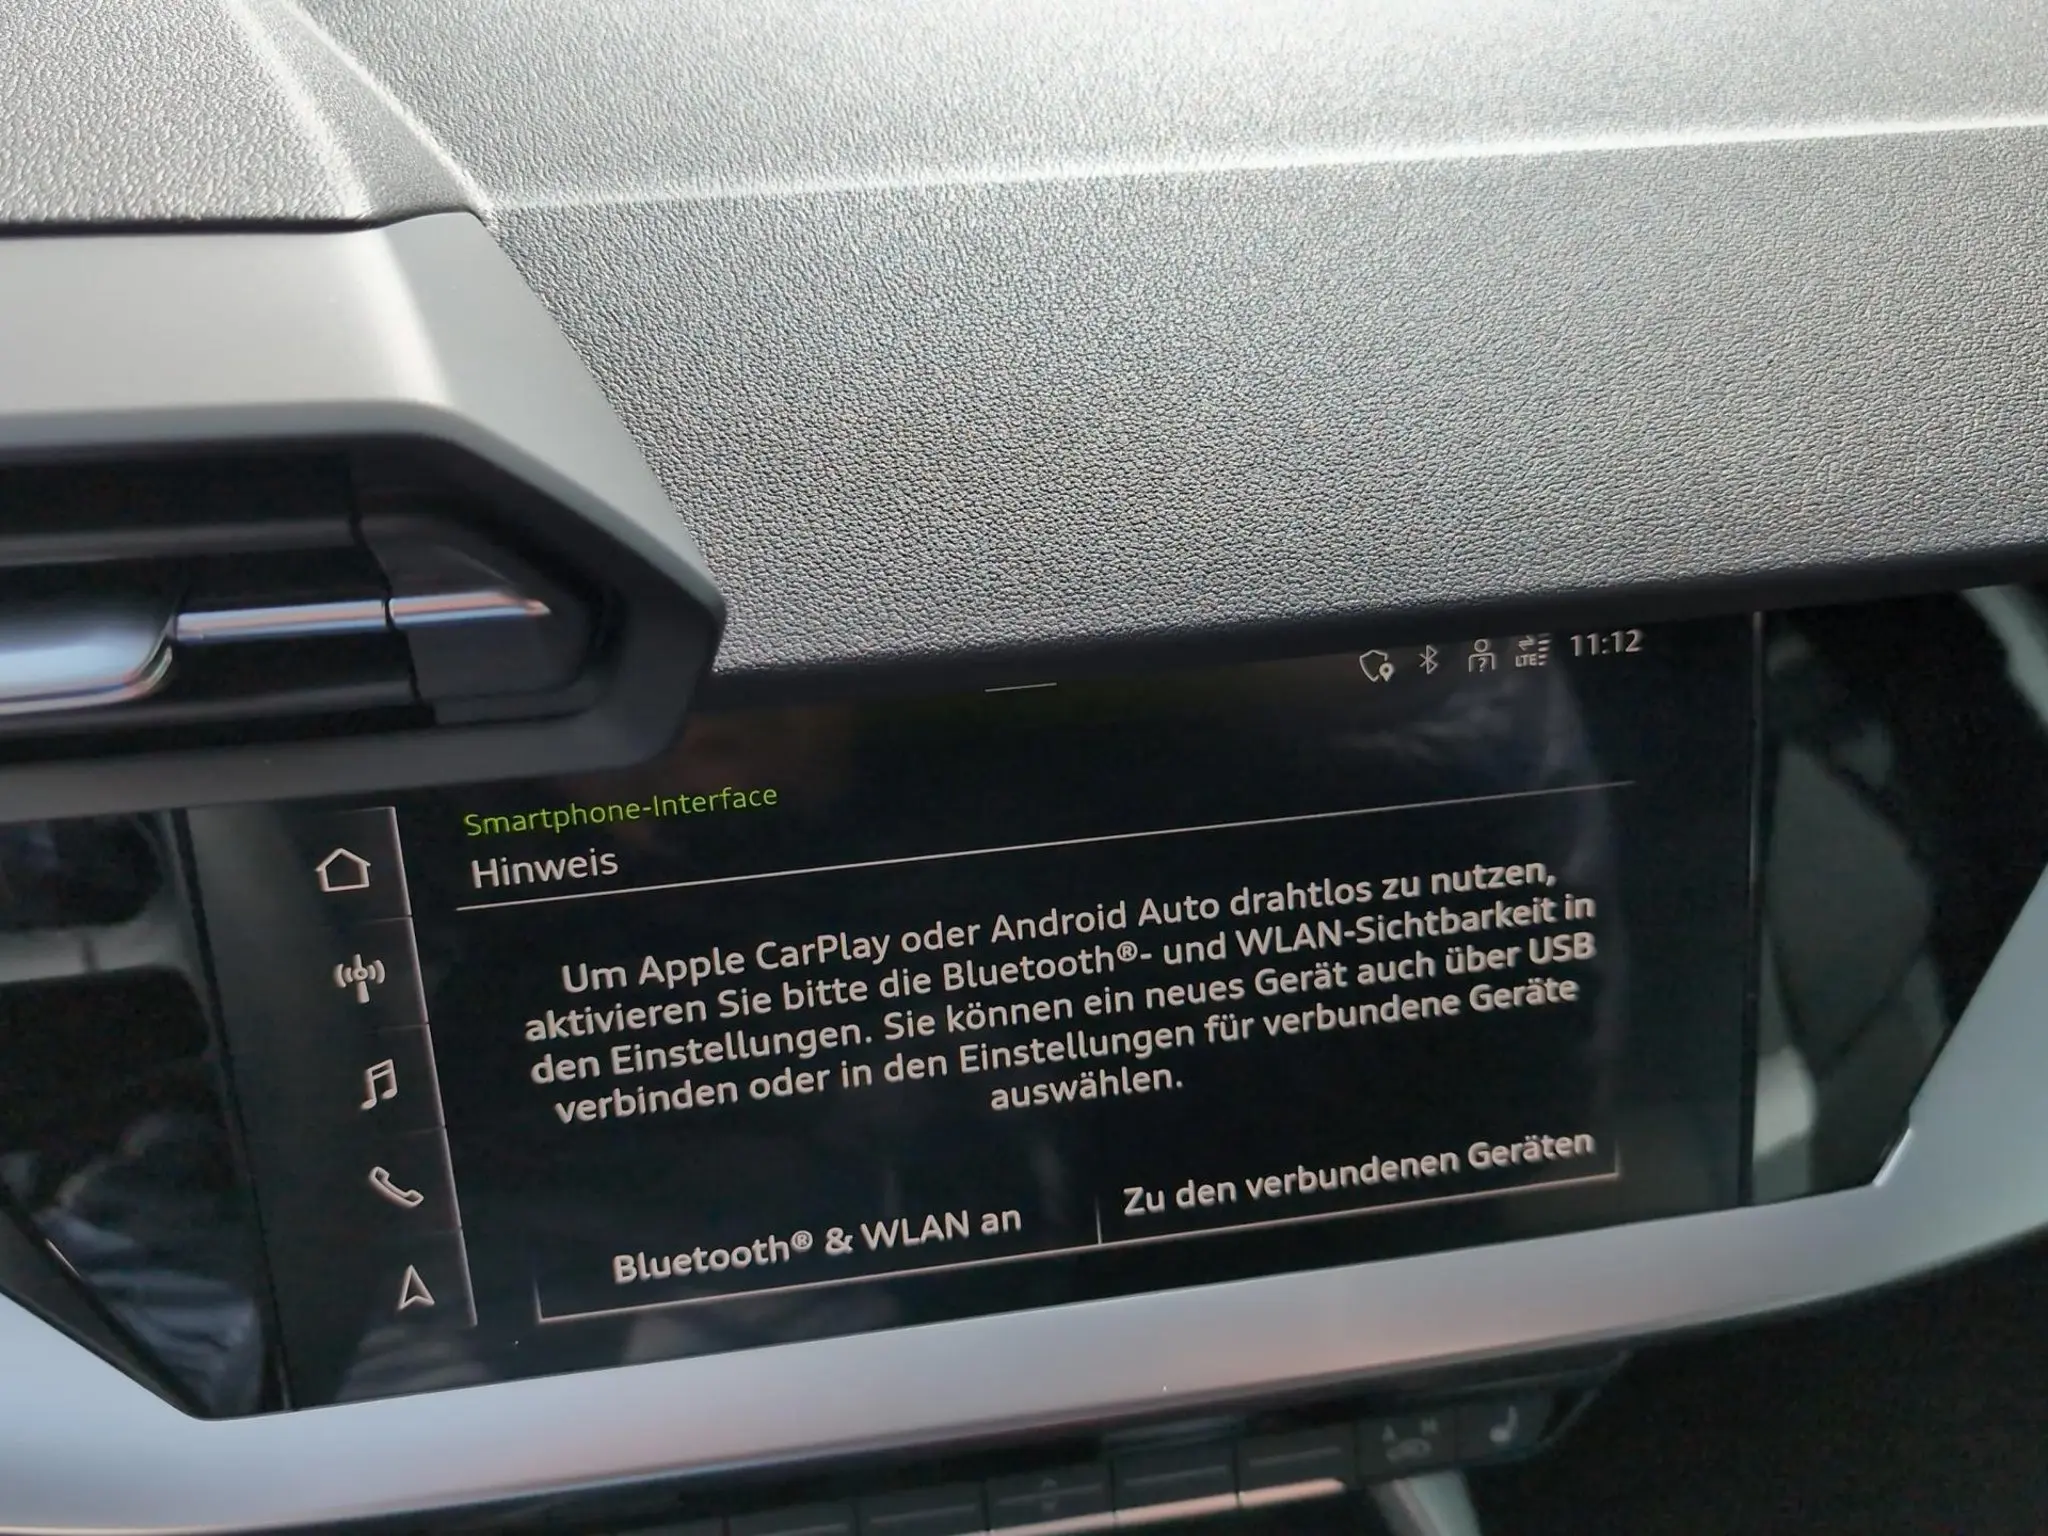 LTE 11:12
Smartphone-Interface
Hinweis
Um Apple CarPlay oder Android Auto drahtlos zu nutzen,
aktivieren Sie bitte die Bluetooth®- und WLAN-Sichtbarkeit in
den Einstellungen. Sie können ein neues Gerät auch über USB
verbinden oder in den Einstellungen für verbundene Geräte
auswählen.
Bluetooth® & WLAN an
Zu den verbundenen Geräten
A M